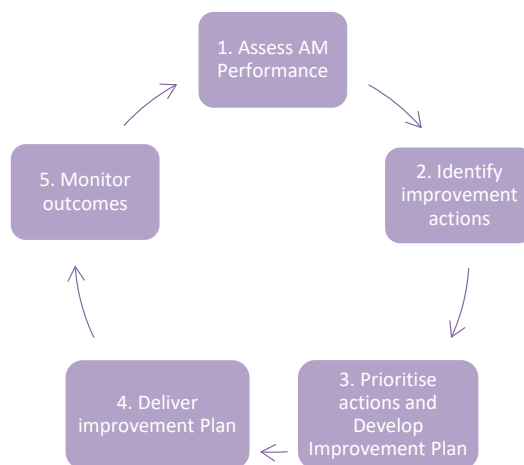 1. Assess AM
Performance
2. Identify
improvement
actions
3. Prioritise
actions and
Develop
Improvement Plan
4. Deliver
improvement Plan
5. Monitor
outcomes